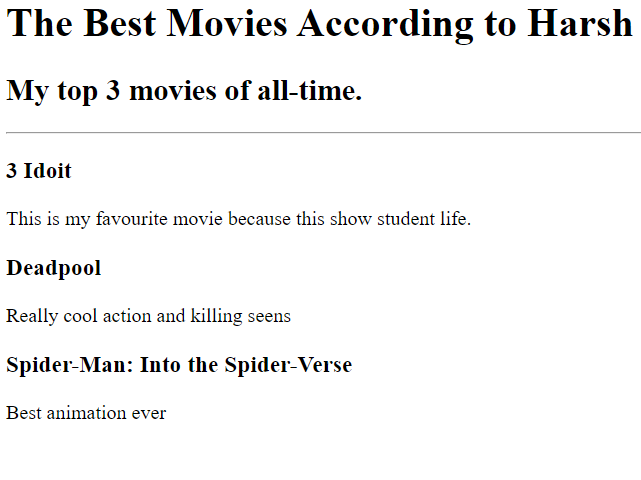 The Best Movies According to Harsh
My top 3 movies of all-time.
3 Idoit
This is my favourite movie because this show student life.
Deadpool
Really cool action and killing seens
Spider-Man: Into the Spider-Verse
Best animation ever